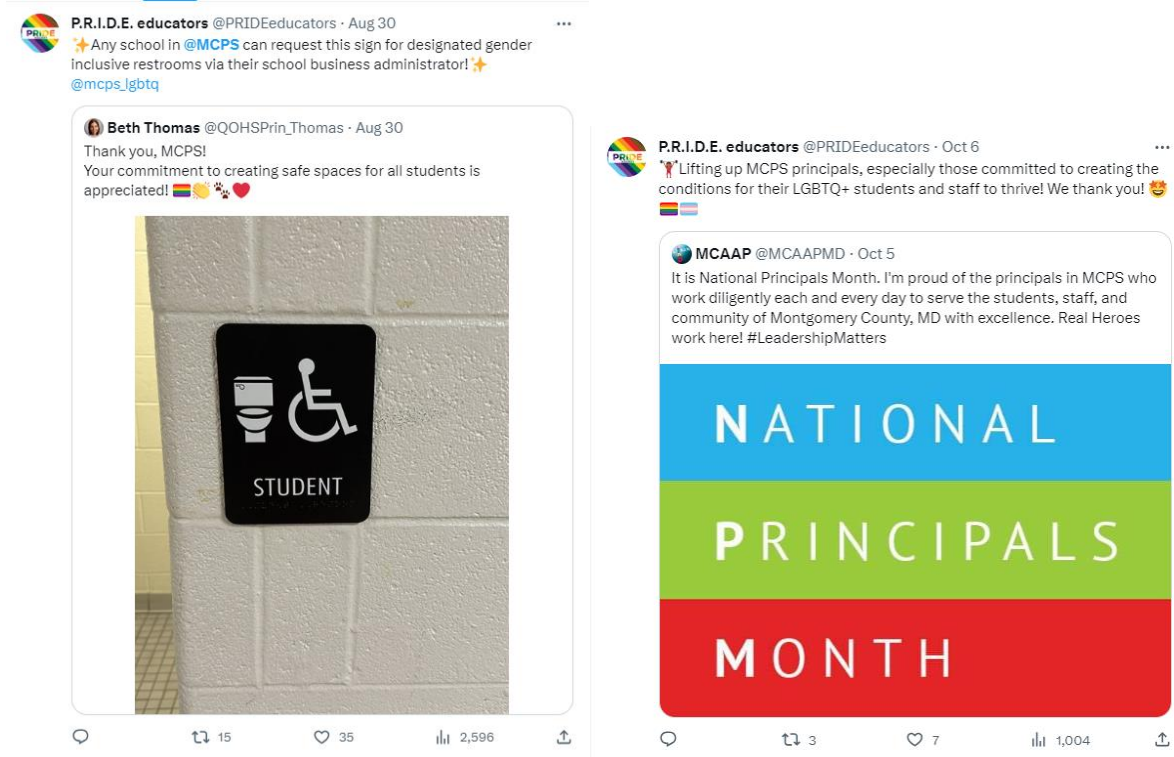 P.R.I.D.E. educators @PRIDEeducators · Aug 30
✨Any school in @MCPS can request this sign for designated gender
inclusive restrooms via their school business administrator!✨
@mcps_lgbtq
Beth Thomas @QOHSPrin_Thomas · Aug 30
Thank you, MCPS!
Your commitment to creating safe spaces for all students is
appreciated! 🏳️‍🌈👏🐾❤️
STUDENT
15 35 2,596
PRIDE
P.R.I.D.E. educators @PRIDEeducators · Oct 6
🏋️Lifting up MCPS principals, especially those committed to creating the
conditions for their LGBTQ+ students and staff to thrive! We thank you! 🤩
🏳️‍🌈🏳️‍⚧️
MCAAP @MCAAPMD · Oct 5
It is National Principals Month. I'm proud of the principals in MCPS who
work diligently each and every day to serve the students, staff, and
community of Montgomery County, MD with excellence. Real Heroes
work here! #LeadershipMatters
NATIONAL
PRINCIPALS
MONTH
3 7 1,004
PRIDE